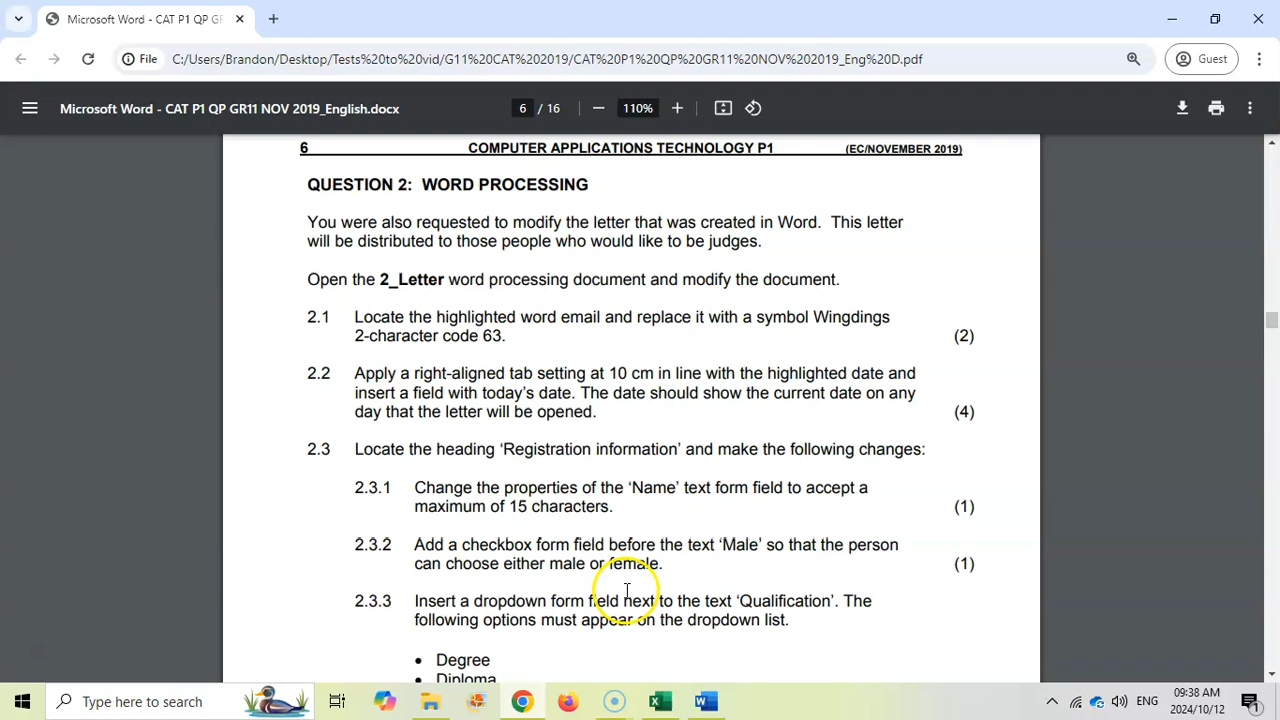 Microsoft Word - CAT P1 QP GR
File
C:/Users/Brandon/Desktop/Tests%20to%20vid/G11%20CAT%202019/CAT%20P1%20QP%20GR11%20NOV%202019_Eng%20D.pdf
Guest
Microsoft Word - CAT P1 QP GR11 NOV 2019_English.docx
6 / 16
110%
6 COMPUTER APPLICATIONS TECHNOLOGY P1 (EC/NOVEMBER 2019)
QUESTION 2: WORD PROCESSING
You were also requested to modify the letter that was created in Word. This letter
will be distributed to those people who would like to be judges.
Open the 2_Letter word processing document and modify the document.
2.1 Locate the highlighted word email and replace it with a symbol Wingdings
2-character code 63. (2)
2.2 Apply a right-aligned tab setting at 10 cm in line with the highlighted date and
insert a field with today's date. The date should show the current date on any
day that the letter will be opened. (4)
2.3 Locate the heading ‘Registration information’ and make the following changes:
2.3.1 Change the properties of the ‘Name’ text form field to accept a
maximum of 15 characters. (1)
2.3.2 Add a checkbox form field before the text ‘Male’ so that the person
can choose either male or female. (1)
2.3.3 Insert a dropdown form field next to the text ‘Qualification’. The
following options must appear on the dropdown list.
• Degree
• Diploma
Type here to search
ENG
09:38 AM
2024/10/12
1